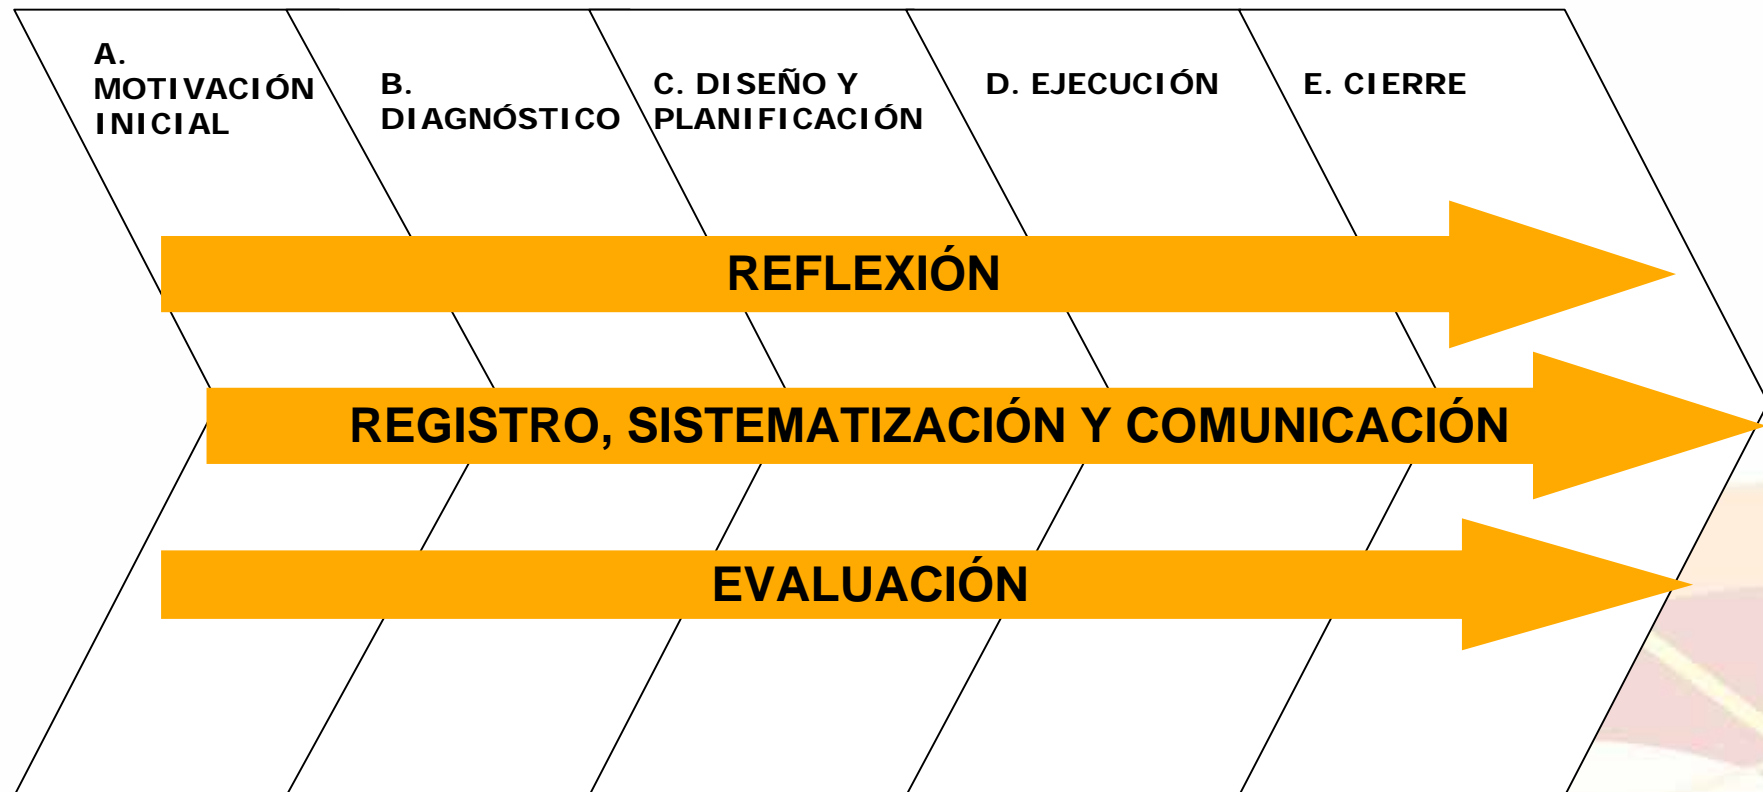 A.
MOTIVACIÓN
INICIAL
B.
DIAGNÓSTICO
C. DISEÑO Y
PLANIFICACIÓN
D. EJECUCIÓN
E. CIERRE
REFLEXIÓN
REGISTRO, SISTEMATIZACIÓN Y COMUNICACIÓN
EVALUACIÓN